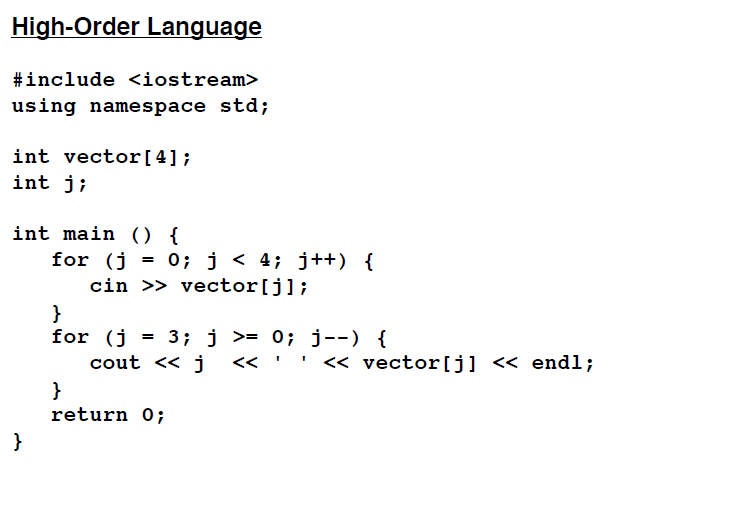 High-Order Language
#include <iostream>
using namespace std;
int vector[4];
int j;
int main () {
   for (j = 0; j < 4; j++) {
      cin >> vector[j];
   }
   for (j = 3; j >= 0; j--) {
      cout << j  << ' ' << vector[j] << endl;
   }
   return 0;
}